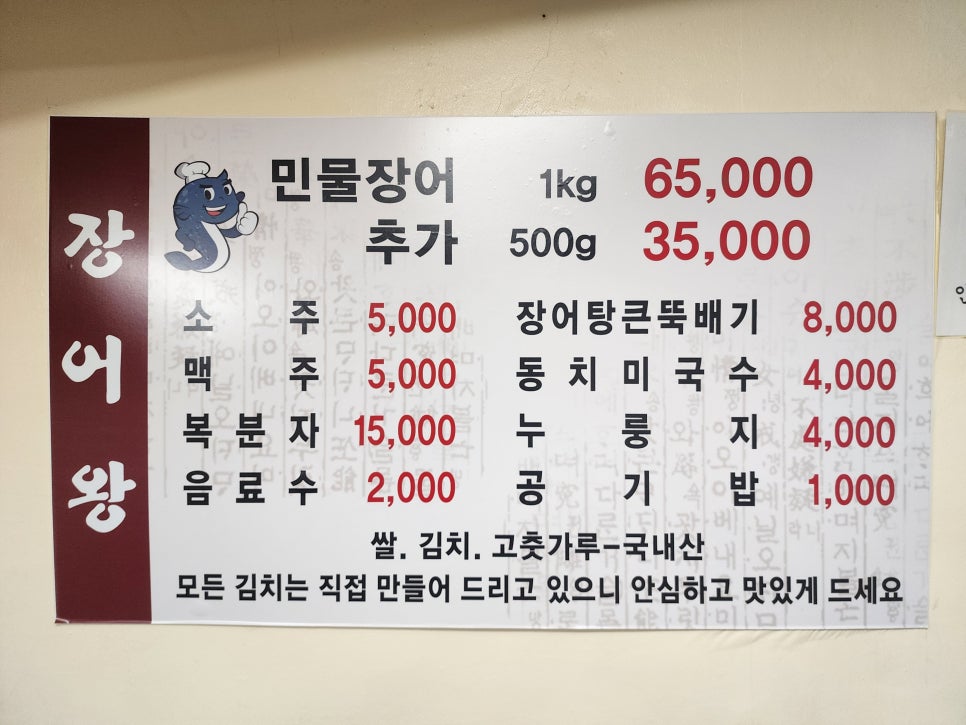 장어왕
민물장어 1kg 65,000
추가 500g 35,000
소주 5,000 장어탕큰뚝배기 8,000
맥주 5,000 동치미국수 4,000
복분자 15,000 누룽지 4,000
음료수 2,000 공기밥 1,000
쌀. 김치. 고춧가루-국내산
모든 김치는 직접 만들어 드리고 있으니 안심하고 맛있게 드세요